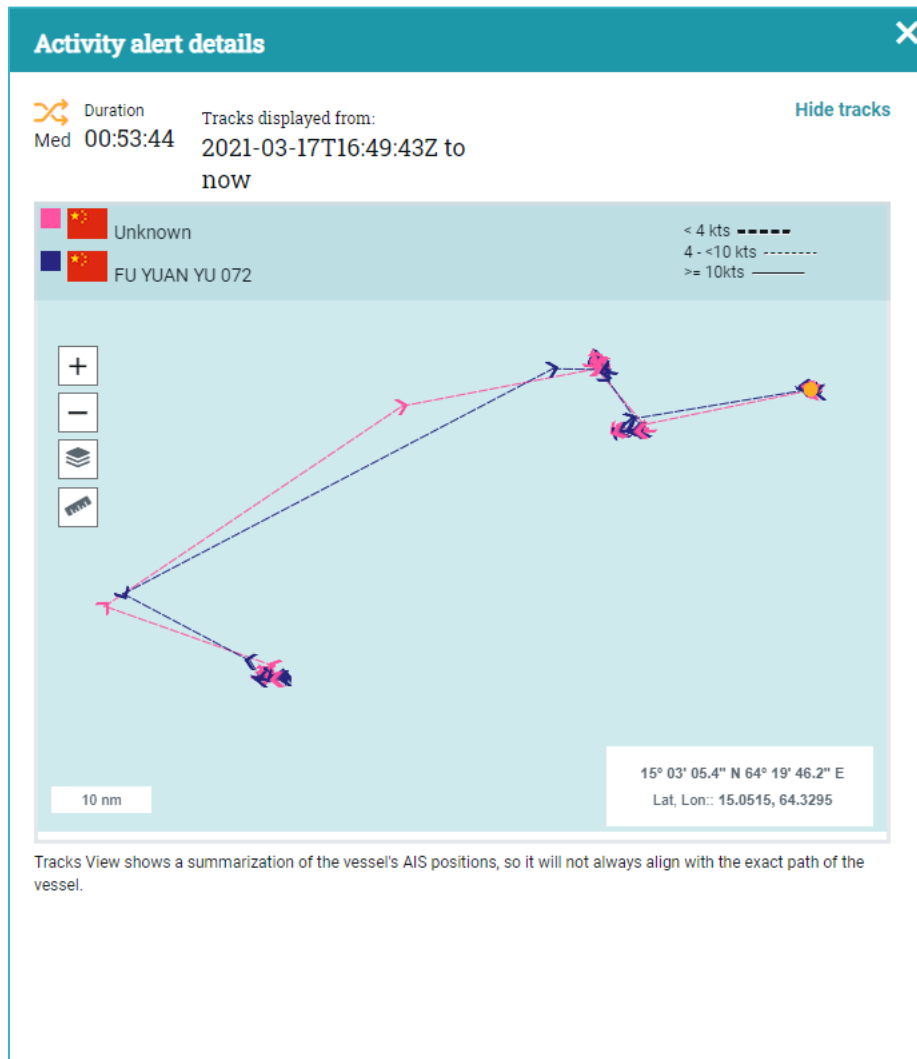 Activity alert details
Duration
Med 00:53:44
Tracks displayed from:
2021-03-17T16:49:43Z to
now
Hide tracks
Unknown
FU YUAN YU 072
< 4 kts
4 - <10 kts
>= 10kts
10 nm
15° 03' 05.4" N 64° 19' 46.2" E
Lat, Lon:: 15.0515, 64.3295
Tracks View shows a summarization of the vessel's AIS positions, so it will not always align with the exact path of the
vessel.